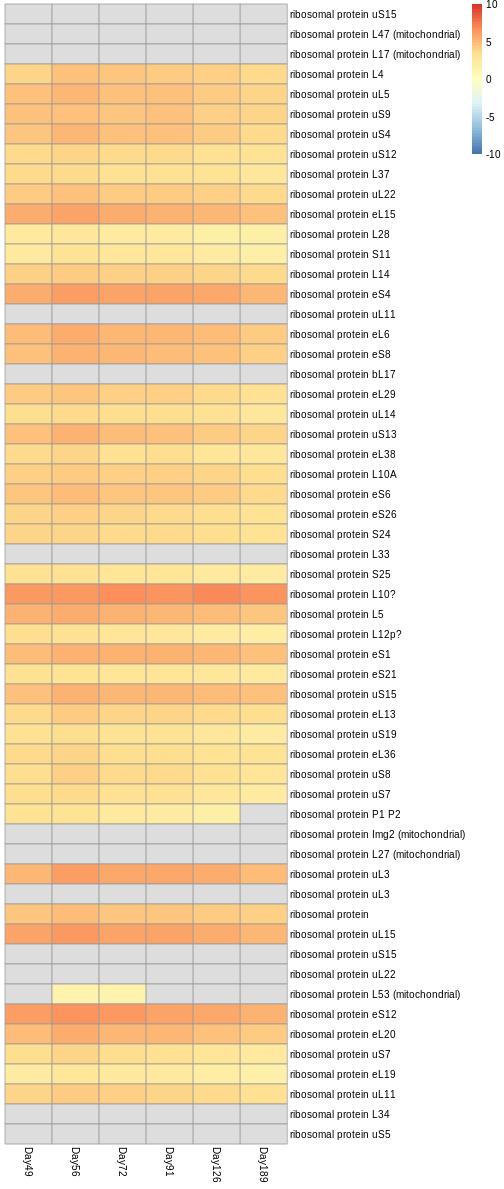 ribosomal protein uS15
ribosomal protein L47 (mitochondrial)
ribosomal protein L17 (mitochondrial)
ribosomal protein L4
ribosomal protein uL5
ribosomal protein uS9
ribosomal protein uS4
ribosomal protein uS12
ribosomal protein L37
ribosomal protein uL22
ribosomal protein eL15
ribosomal protein L28
ribosomal protein S11
ribosomal protein L14
ribosomal protein eS4
ribosomal protein uL11
ribosomal protein eL6
ribosomal protein eS8
ribosomal protein bL17
ribosomal protein eL29
ribosomal protein uL14
ribosomal protein uS13
ribosomal protein eL38
ribosomal protein L10A
ribosomal protein eS6
ribosomal protein eS26
ribosomal protein S24
ribosomal protein L33
ribosomal protein S25
ribosomal protein L10?
ribosomal protein L5
ribosomal protein L12p?
ribosomal protein eS1
ribosomal protein eS21
ribosomal protein uS15
ribosomal protein eL13
ribosomal protein uS19
ribosomal protein eL36
ribosomal protein uS8
ribosomal protein uS7
ribosomal protein P1 P2
ribosomal protein Img2 (mitochondrial)
ribosomal protein L27 (mitochondrial)
ribosomal protein uL3
ribosomal protein uL3
ribosomal protein
ribosomal protein uL15
ribosomal protein uS15
ribosomal protein uL22
ribosomal protein L53 (mitochondrial)
ribosomal protein eS12
ribosomal protein eL20
ribosomal protein uS7
ribosomal protein eL19
ribosomal protein uL11
ribosomal protein L34
ribosomal protein uS5
10
5
0
-5
-10
Day49
Day56
Day72
Day91
Day126
Day189